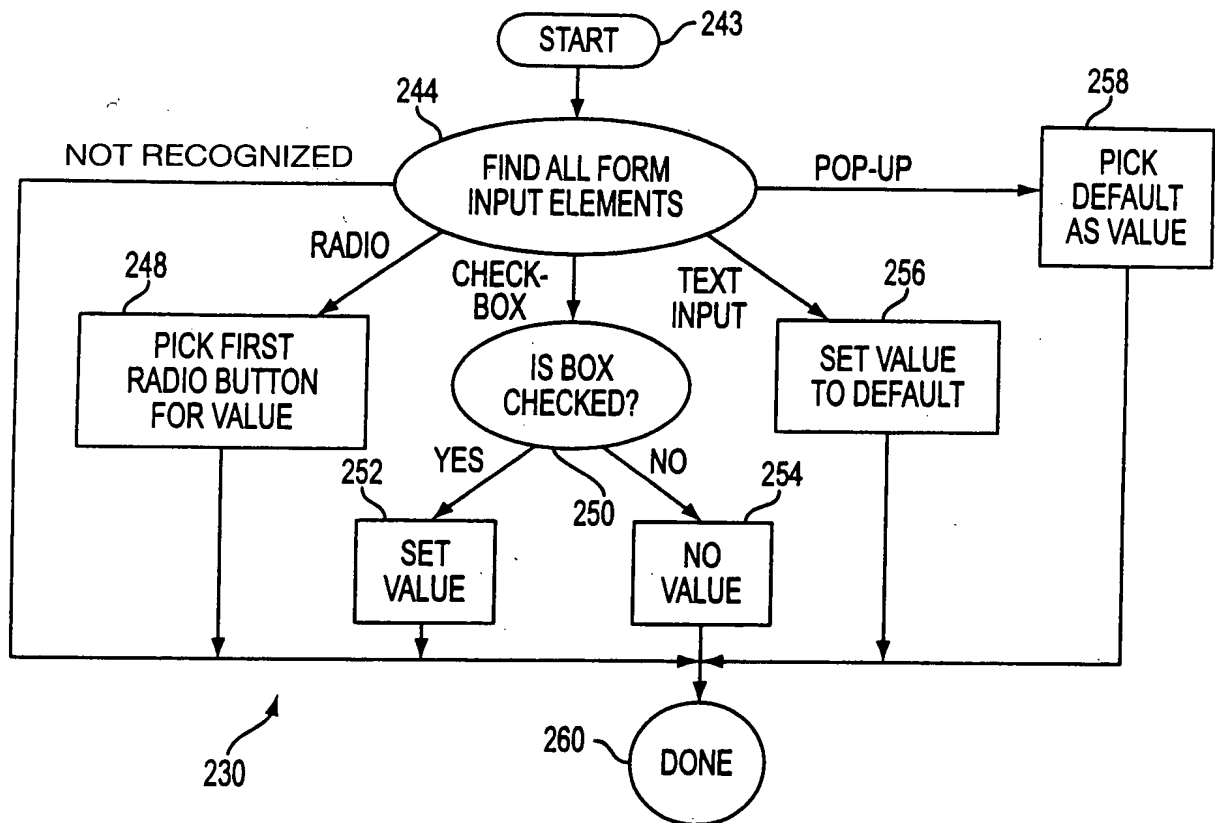 START
243
244
258
NOT RECOGNIZED
FIND ALL FORM
INPUT ELEMENTS
POP-UP
PICK
DEFAULT
AS VALUE
RADIO
CHECK-
BOX
TEXT
INPUT
248
256
PICK FIRST
RADIO BUTTON
FOR VALUE
IS BOX
CHECKED?
SET VALUE
TO DEFAULT
YES
NO
252
250
254
SET
VALUE
NO
VALUE
230
260
DONE